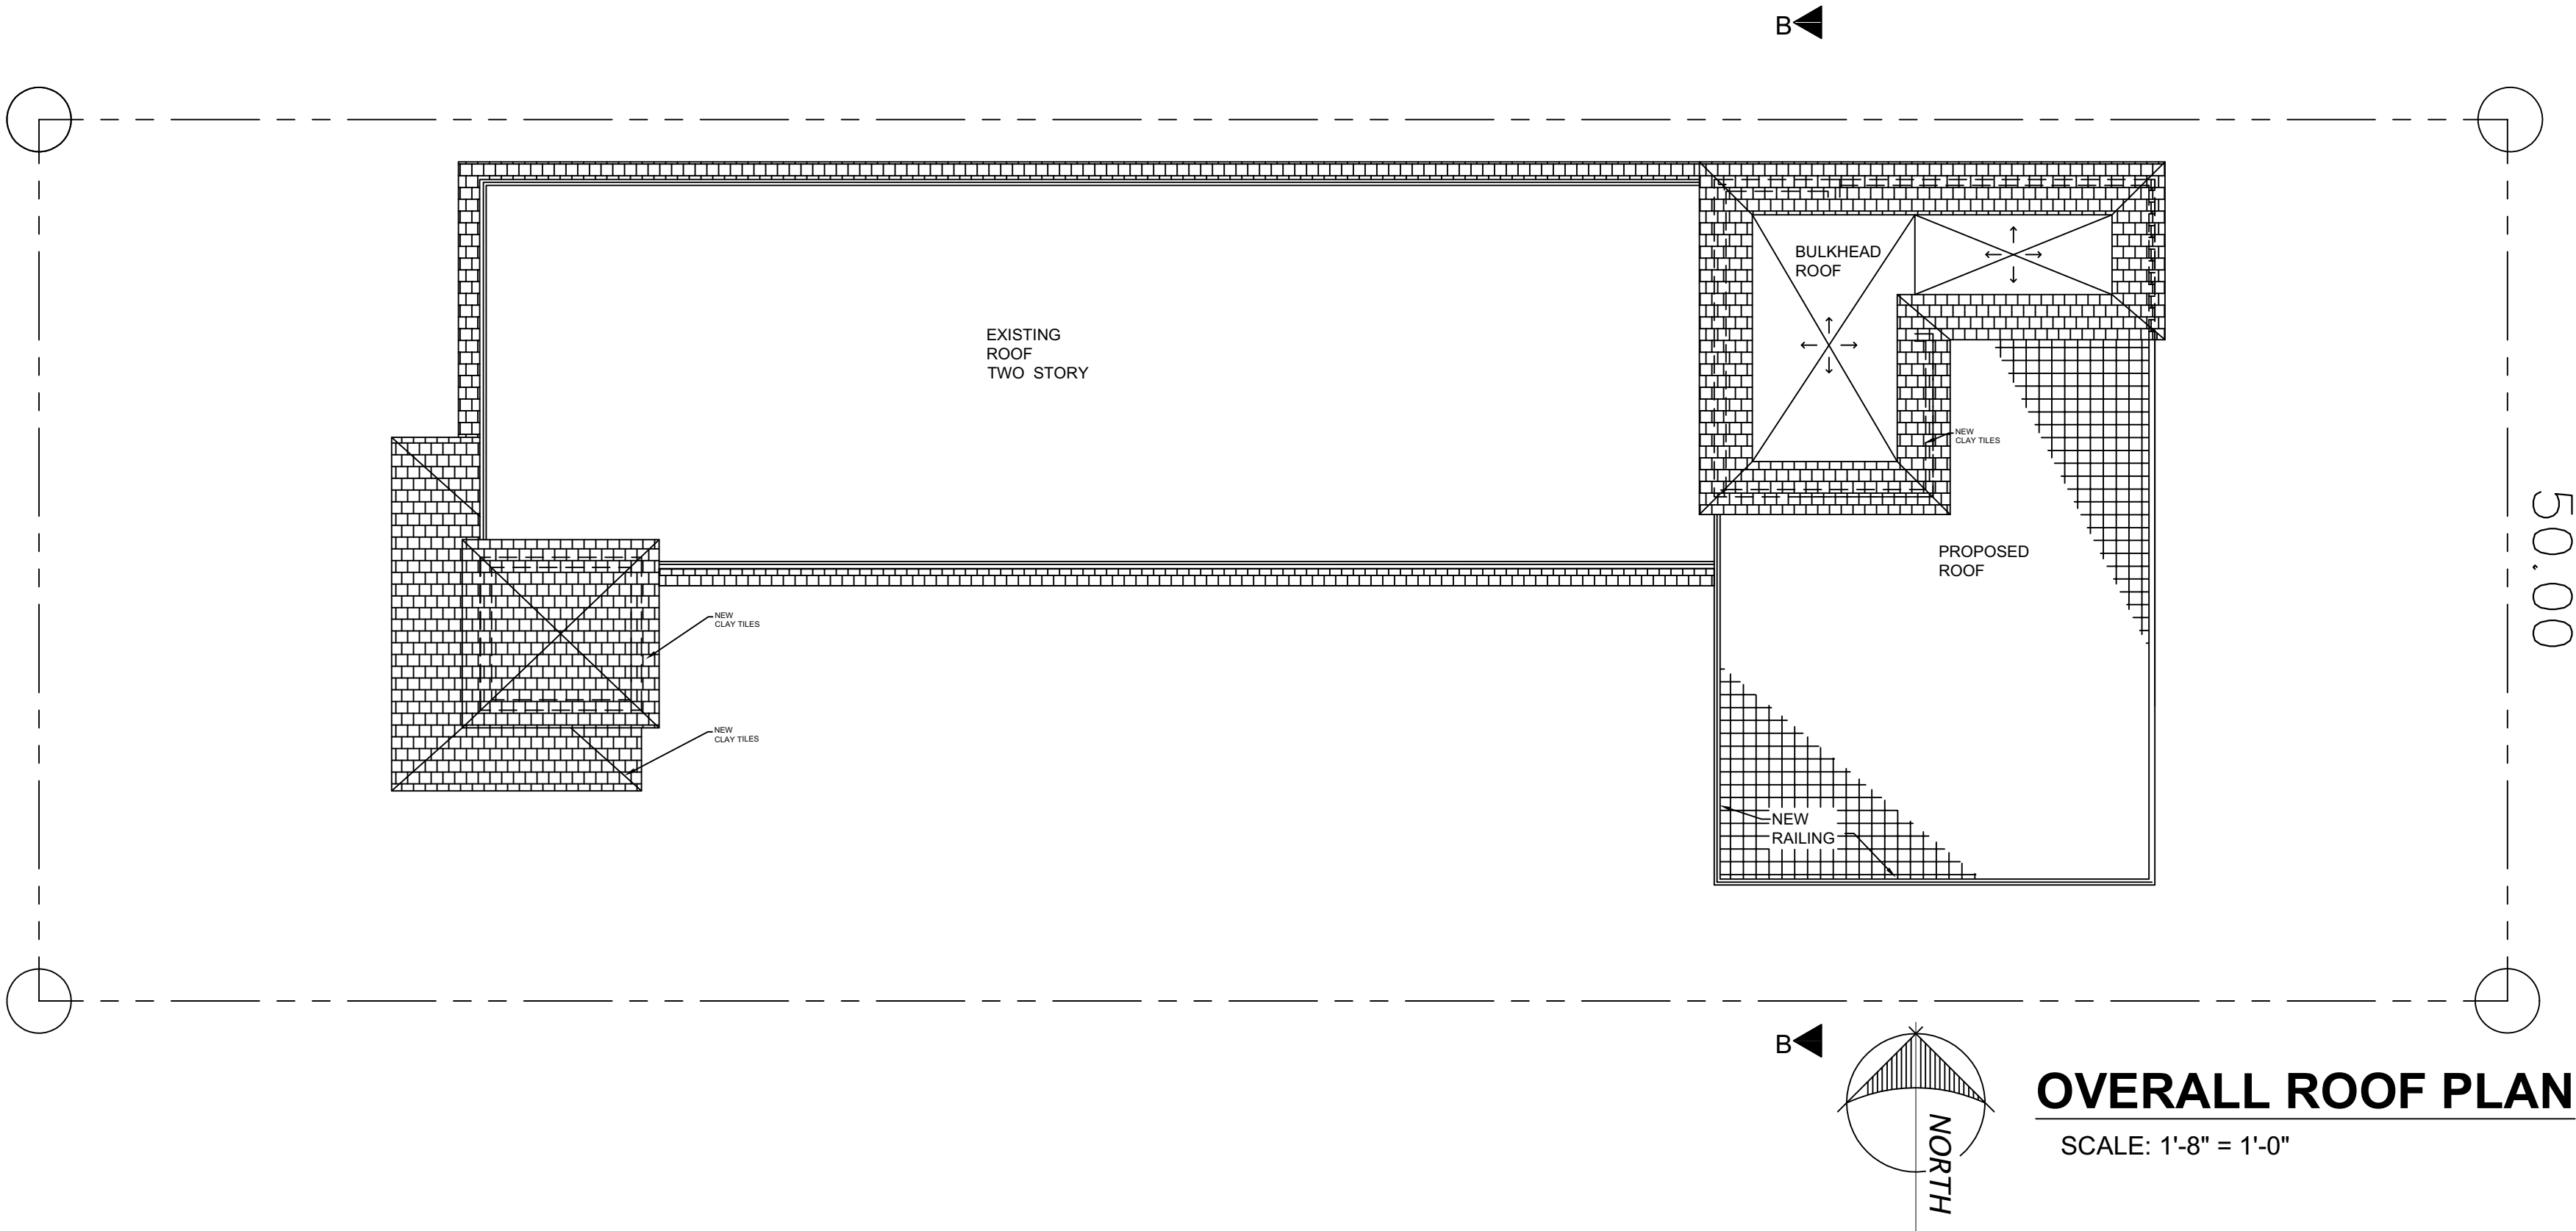 B
BULKHEAD
ROOF
EXISTING
ROOF
TWO STORY
NEW
CLAY TILES
50.00
PROPOSED
ROOF
NEW
CLAY TILES
NEW
CLAY TILES
NEW
RAILING
B
NORTH
OVERALL ROOF PLAN
SCALE: 1'-8" = 1'-0"